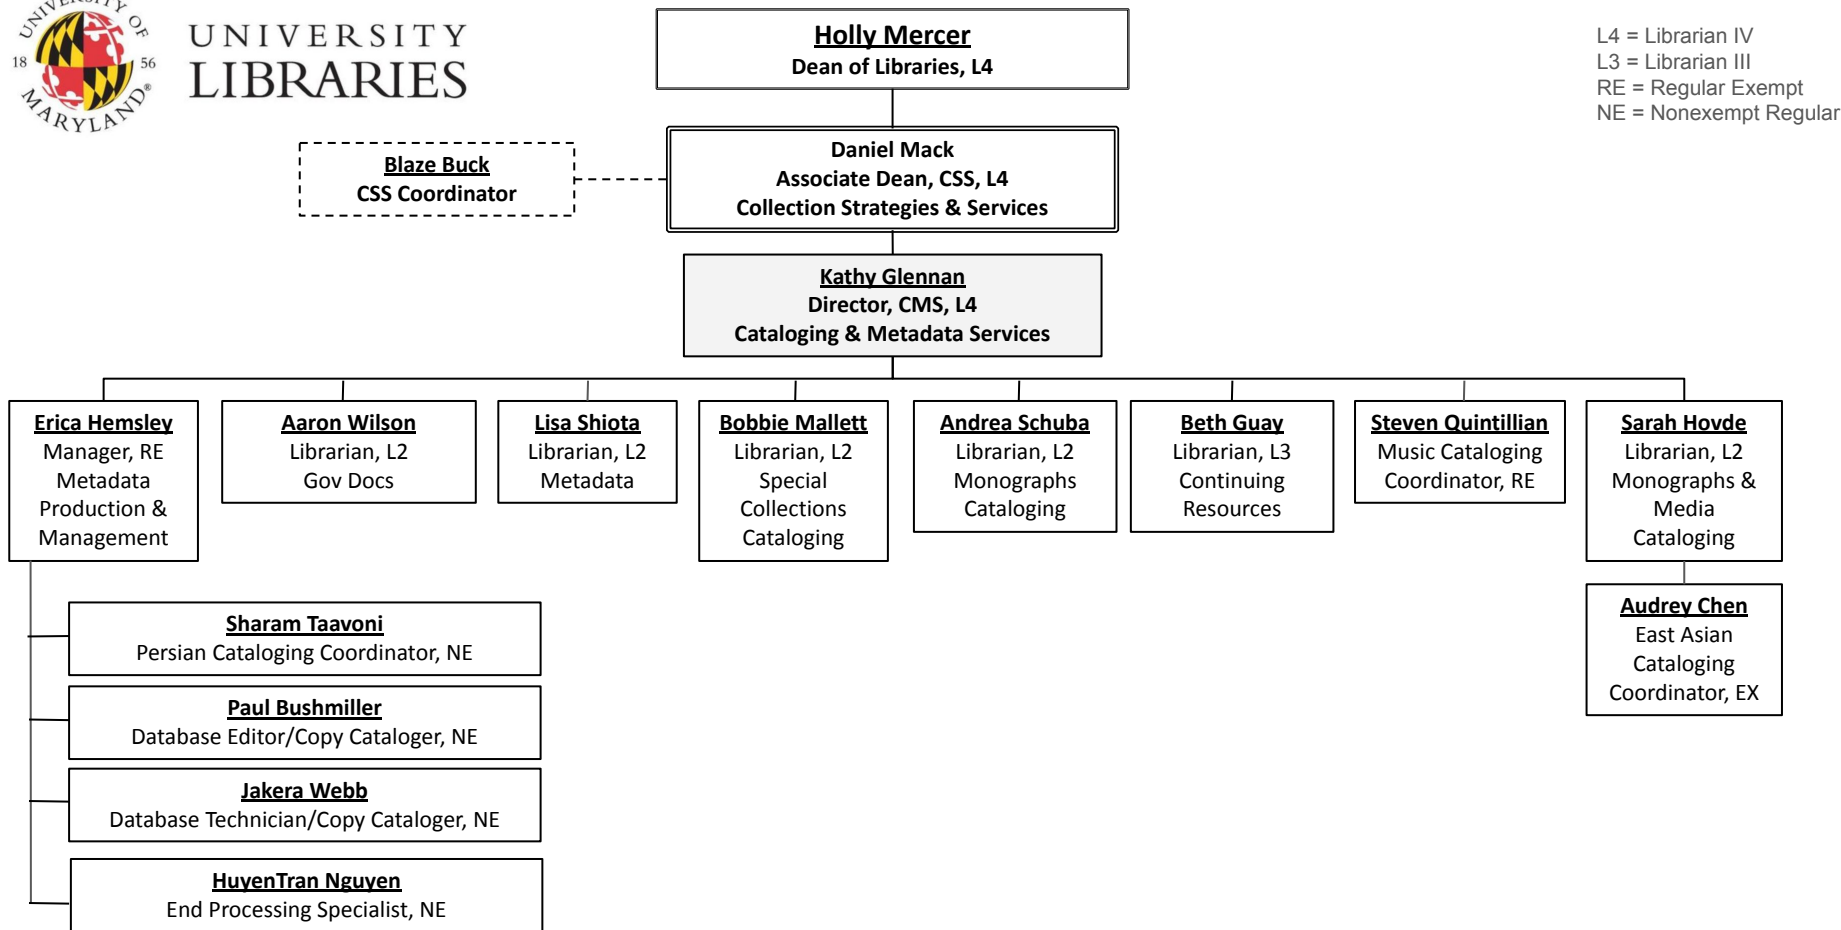 UNIVERSITY OF
18 56
MARYLAND®
UNIVERSITY
LIBRARIES
Holly Mercer
Dean of Libraries, L4
L4 = Librarian IV
L3 = Librarian III
RE = Regular Exempt
NE = Nonexempt Regular
Blaze Buck
CSS Coordinator
Daniel Mack
Associate Dean, CSS, L4
Collection Strategies & Services
Kathy Glennan
Director, CMS, L4
Cataloging & Metadata Services
Erica Hemsley
Manager, RE
Metadata
Production &
Management
Aaron Wilson
Librarian, L2
Gov Docs
Lisa Shiota
Librarian, L2
Metadata
Bobbie Mallett
Librarian, L2
Special
Collections
Cataloging
Andrea Schuba
Librarian, L2
Monographs
Cataloging
Beth Guay
Librarian, L3
Continuing
Resources
Steven Quintillian
Music Cataloging
Coordinator, RE
Sarah Hovde
Librarian, L2
Monographs &
Media
Cataloging
Audrey Chen
East Asian
Cataloging
Coordinator, EX
Sharam Taavoni
Persian Cataloging Coordinator, NE
Paul Bushmiller
Database Editor/Copy Cataloger, NE
Jakera Webb
Database Technician/Copy Cataloger, NE
HuyenTran Nguyen
End Processing Specialist, NE